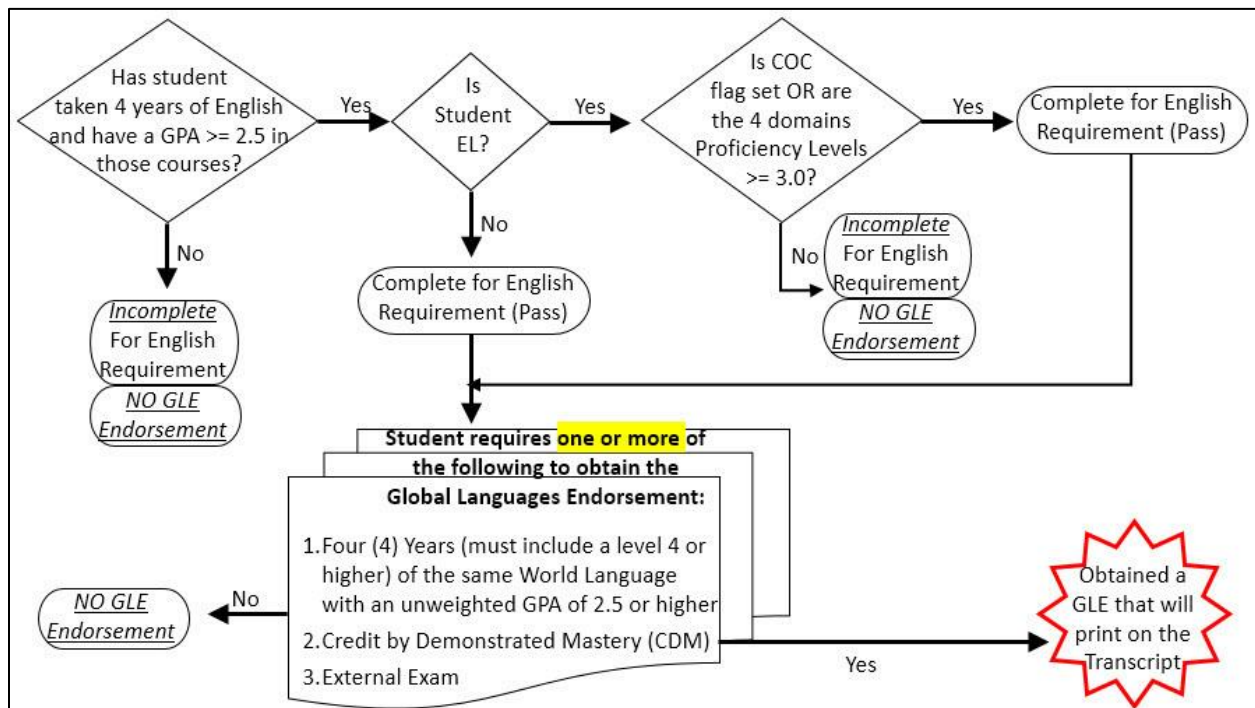 Has student
taken 4 years of English
and have a GPA >= 2.5 in
those courses?
Yes
Is
Student
EL?
Yes
Is COC
flag set OR are
the 4 domains
Proficiency Levels
>= 3.0?
Yes
Complete for English
Requirement (Pass)
No
Incomplete
For English
Requirement
NO GLE
Endorsement
No
Complete for English
Requirement (Pass)
No
Incomplete
For English
Requirement
NO GLE
Endorsement
Student requires one or more of
the following to obtain the
Global Languages Endorsement:
1.Four (4) Years (must include a level 4 or
higher) of the same World Language
with an unweighted GPA of 2.5 or higher
2.Credit by Demonstrated Mastery (CDM)
3.External Exam
No
NO GLE
Endorsement
Yes
Obtained a
GLE that will
print on the
Transcript